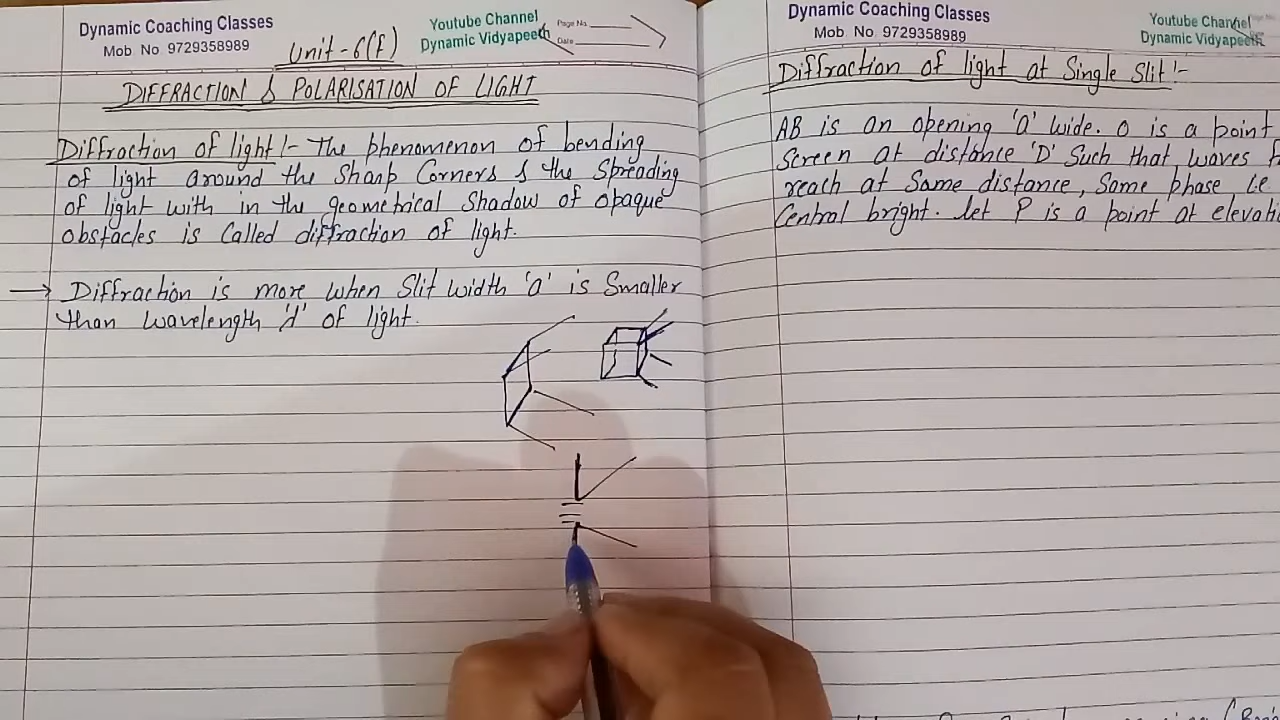 Dynamic Coaching Classes
Mob. No. 9729358989
Unit-6(F)
Youtube Channel
Dynamic Vidyapeeth
Page No.
Date
DIFFRACTION & POLARISATION OF LIGHT
Diffraction of light :- The phenomenon of bending
of light around the sharp corners & the spreading
of light with in the geometrical shadow of opaque
obstacles is called diffraction of light.
→ Diffraction is more when slit width 'a' is smaller
than wavelength 'λ' of light.
Dynamic Coaching Classes
Mob. No. 9729358989
Youtube Channel
Dynamic Vidyapeeth
Diffraction of light at Single Slit :-
AB is an opening 'a' wide. O is a point
Screen at distance 'D' such that, waves
reach at same distance, same phase i.e.
Central bright. let P is a point at elevati